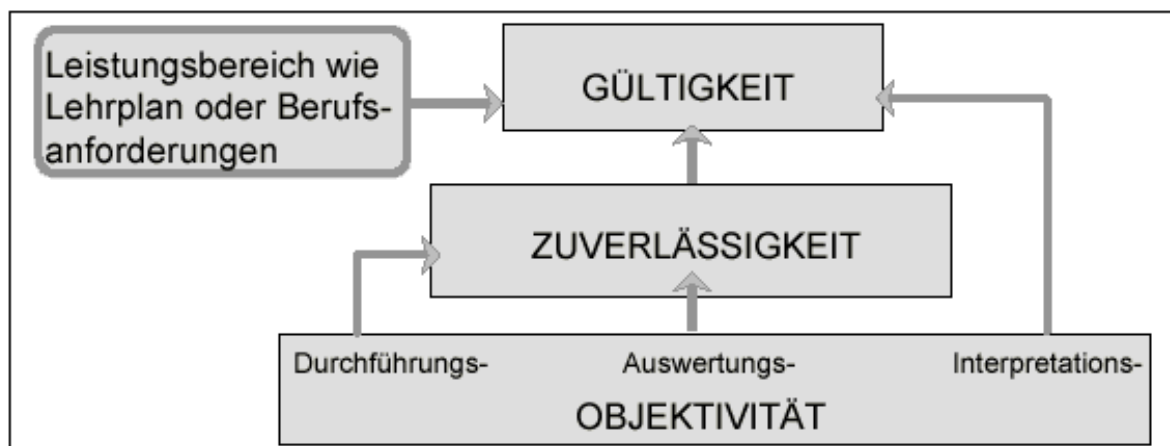 Leistungsbereich wie
Lehrplan oder Berufs-
anforderungen
GÜLTIGKEIT
ZUVERLÄSSIGKEIT
Durchführungs- Auswertungs- Interpretations-
OBJEKTIVITÄT